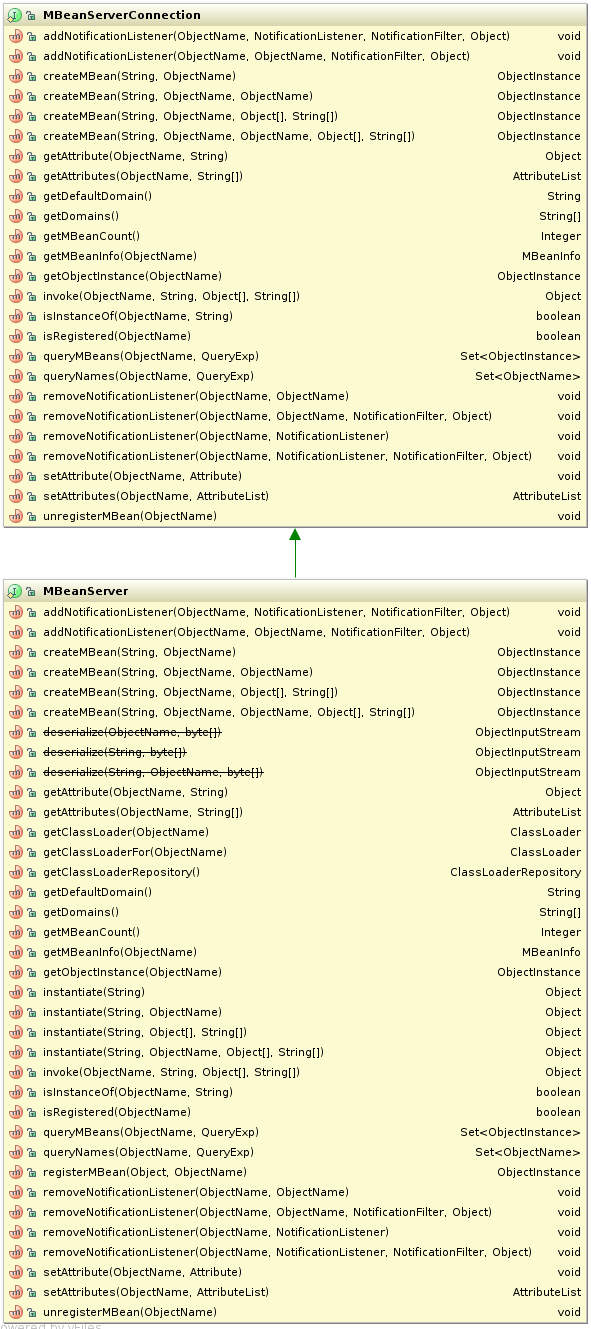 MBeanServerConnection
addNotificationListener(ObjectName, NotificationListener, NotificationFilter, Object) void
addNotificationListener(ObjectName, ObjectName, NotificationFilter, Object) void
createMBean(String, ObjectName) ObjectInstance
createMBean(String, ObjectName, ObjectName) ObjectInstance
createMBean(String, ObjectName, Object[], String[]) ObjectInstance
createMBean(String, ObjectName, ObjectName, Object[], String[]) ObjectInstance
getAttribute(ObjectName, String) Object
getAttributes(ObjectName, String[]) AttributeList
getDefaultDomain() String
getDomains() String[]
getMBeanCount() Integer
getMBeanInfo(ObjectName) MBeanInfo
getObjectInstance(ObjectName) ObjectInstance
invoke(ObjectName, String, Object[], String[]) Object
isInstanceOf(ObjectName, String) boolean
isRegistered(ObjectName) boolean
queryMBeans(ObjectName, QueryExp) Set<ObjectInstance>
queryNames(ObjectName, QueryExp) Set<ObjectName>
removeNotificationListener(ObjectName, ObjectName) void
removeNotificationListener(ObjectName, ObjectName, NotificationFilter, Object) void
removeNotificationListener(ObjectName, NotificationListener) void
removeNotificationListener(ObjectName, NotificationListener, NotificationFilter, Object) void
setAttribute(ObjectName, Attribute) void
setAttributes(ObjectName, AttributeList) AttributeList
unregisterMBean(ObjectName) void
MBeanServer
addNotificationListener(ObjectName, NotificationListener, NotificationFilter, Object) void
addNotificationListener(ObjectName, ObjectName, NotificationFilter, Object) void
createMBean(String, ObjectName) ObjectInstance
createMBean(String, ObjectName, ObjectName) ObjectInstance
createMBean(String, ObjectName, Object[], String[]) ObjectInstance
createMBean(String, ObjectName, ObjectName, Object[], String[]) ObjectInstance
deserialize(ObjectName, byte[]) ObjectInputStream
deserialize(String, byte[]) ObjectInputStream
deserialize(String, ObjectName, byte[]) ObjectInputStream
getAttribute(ObjectName, String) Object
getAttributes(ObjectName, String[]) AttributeList
getClassLoader(ObjectName) ClassLoader
getClassLoaderFor(ObjectName) ClassLoader
getClassLoaderRepository() ClassLoaderRepository
getDefaultDomain() String
getDomains() String[]
getMBeanCount() Integer
getMBeanInfo(ObjectName) MBeanInfo
getObjectInstance(ObjectName) ObjectInstance
instantiate(String) Object
instantiate(String, ObjectName) Object
instantiate(String, Object[], String[]) Object
instantiate(String, ObjectName, Object[], String[]) Object
invoke(ObjectName, String, Object[], String[]) Object
isInstanceOf(ObjectName, String) boolean
isRegistered(ObjectName) boolean
queryMBeans(ObjectName, QueryExp) Set<ObjectInstance>
queryNames(ObjectName, QueryExp) Set<ObjectName>
registerMBean(Object, ObjectName) ObjectInstance
removeNotificationListener(ObjectName, ObjectName) void
removeNotificationListener(ObjectName, ObjectName, NotificationFilter, Object) void
removeNotificationListener(ObjectName, NotificationListener) void
removeNotificationListener(ObjectName, NotificationListener, NotificationFilter, Object) void
setAttribute(ObjectName, Attribute) void
setAttributes(ObjectName, AttributeList) AttributeList
unregisterMBean(ObjectName) void
owered by yFiles